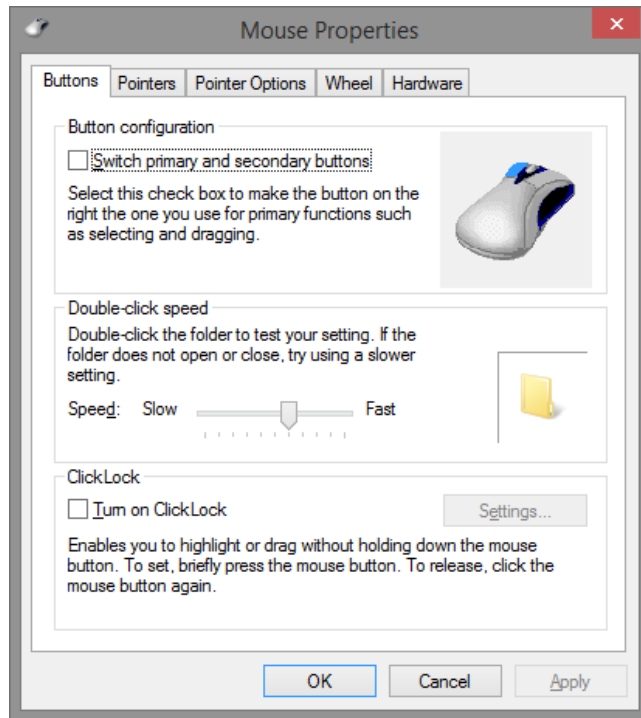 Mouse Properties
Buttons Pointers Pointer Options Wheel Hardware
Button configuration
Switch primary and secondary buttons
Select this check box to make the button on the
right the one you use for primary functions such
as selecting and dragging.
Double-click speed
Double-click the folder to test your setting. If the
folder does not open or close, try using a slower
setting.
Speed: Slow Fast
ClickLock
Turn on ClickLock
Settings...
Enables you to highlight or drag without holding down the mouse
button. To set, briefly press the mouse button. To release, click the
mouse button again.
OK Cancel Apply